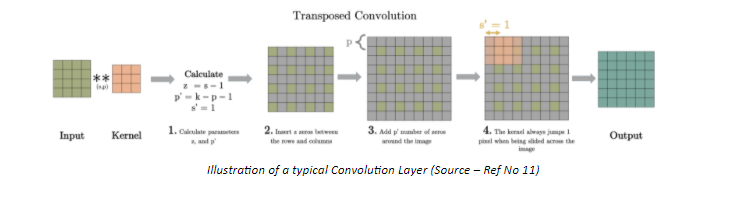 Transposed Convolution
s' = 1
p
**
(s,p)
Calculate
z = s - 1
p' = k - p - 1
s' = 1
Input
Kernel
1. Calculate parameters
z, and p'
2. Insert z zeros between
the rows and columns
3. Add p' number of zeros
around the image
4. The kernel always jumps 1
pixel when being slided across the
image
Output
Illustration of a typical Convolution Layer (Source – Ref No 11)